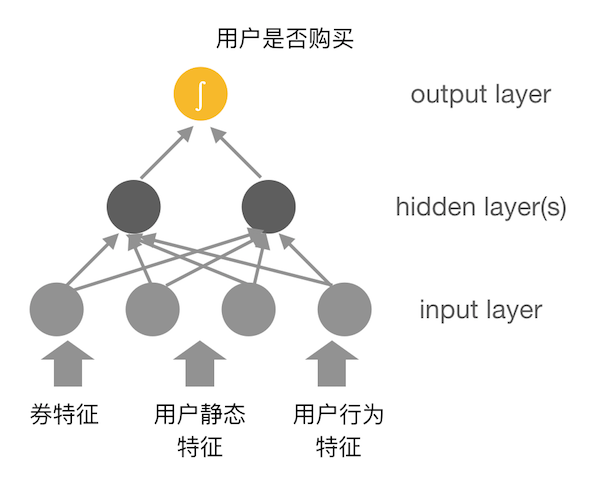 用户是否购买
∫
output layer
hidden layer(s)
input layer
券特征
用户静态
特征
用户行为
特征